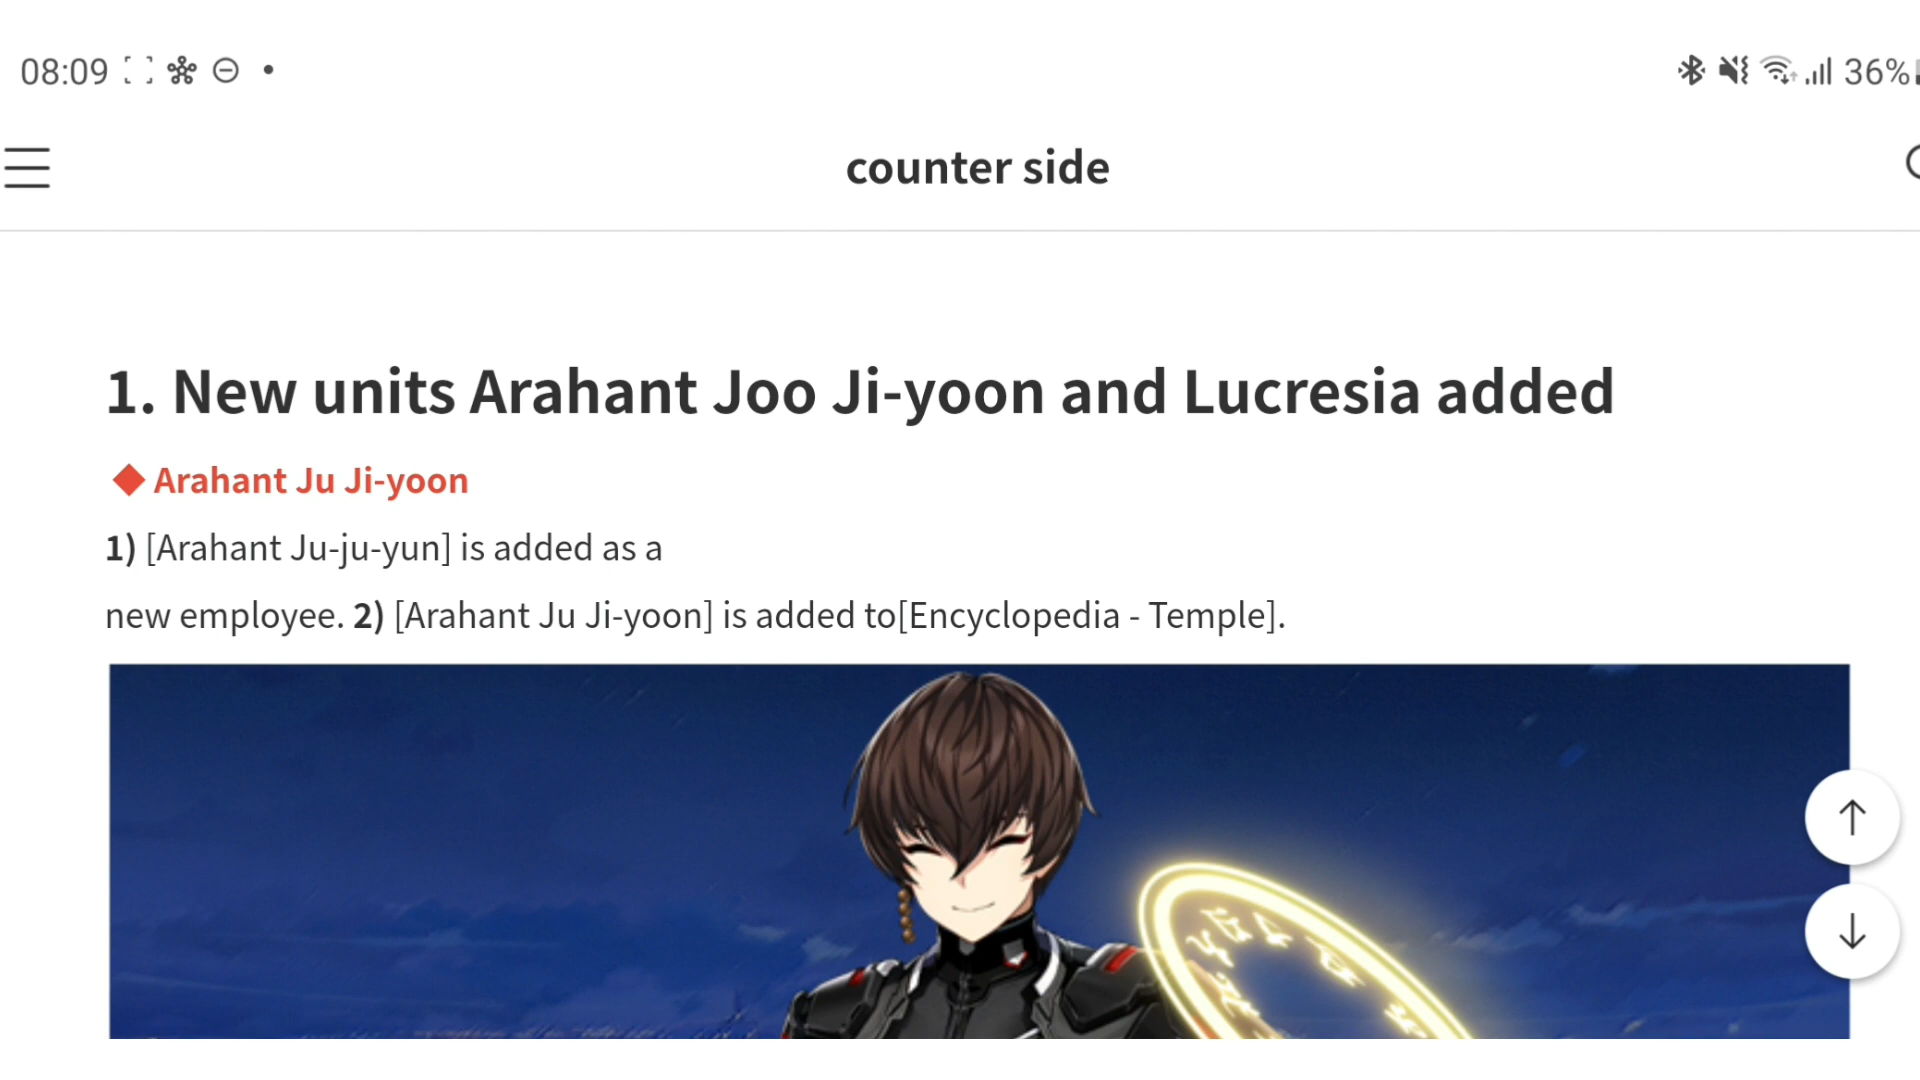 08:09
36%
counter side
1. New units Arahant Joo Ji-yoon and Lucresia added
◆ Arahant Ju Ji-yoon
1) [Arahant Ju-ju-yun] is added as a
new employee. 2) [Arahant Ju Ji-yoon] is added to[Encyclopedia - Temple].